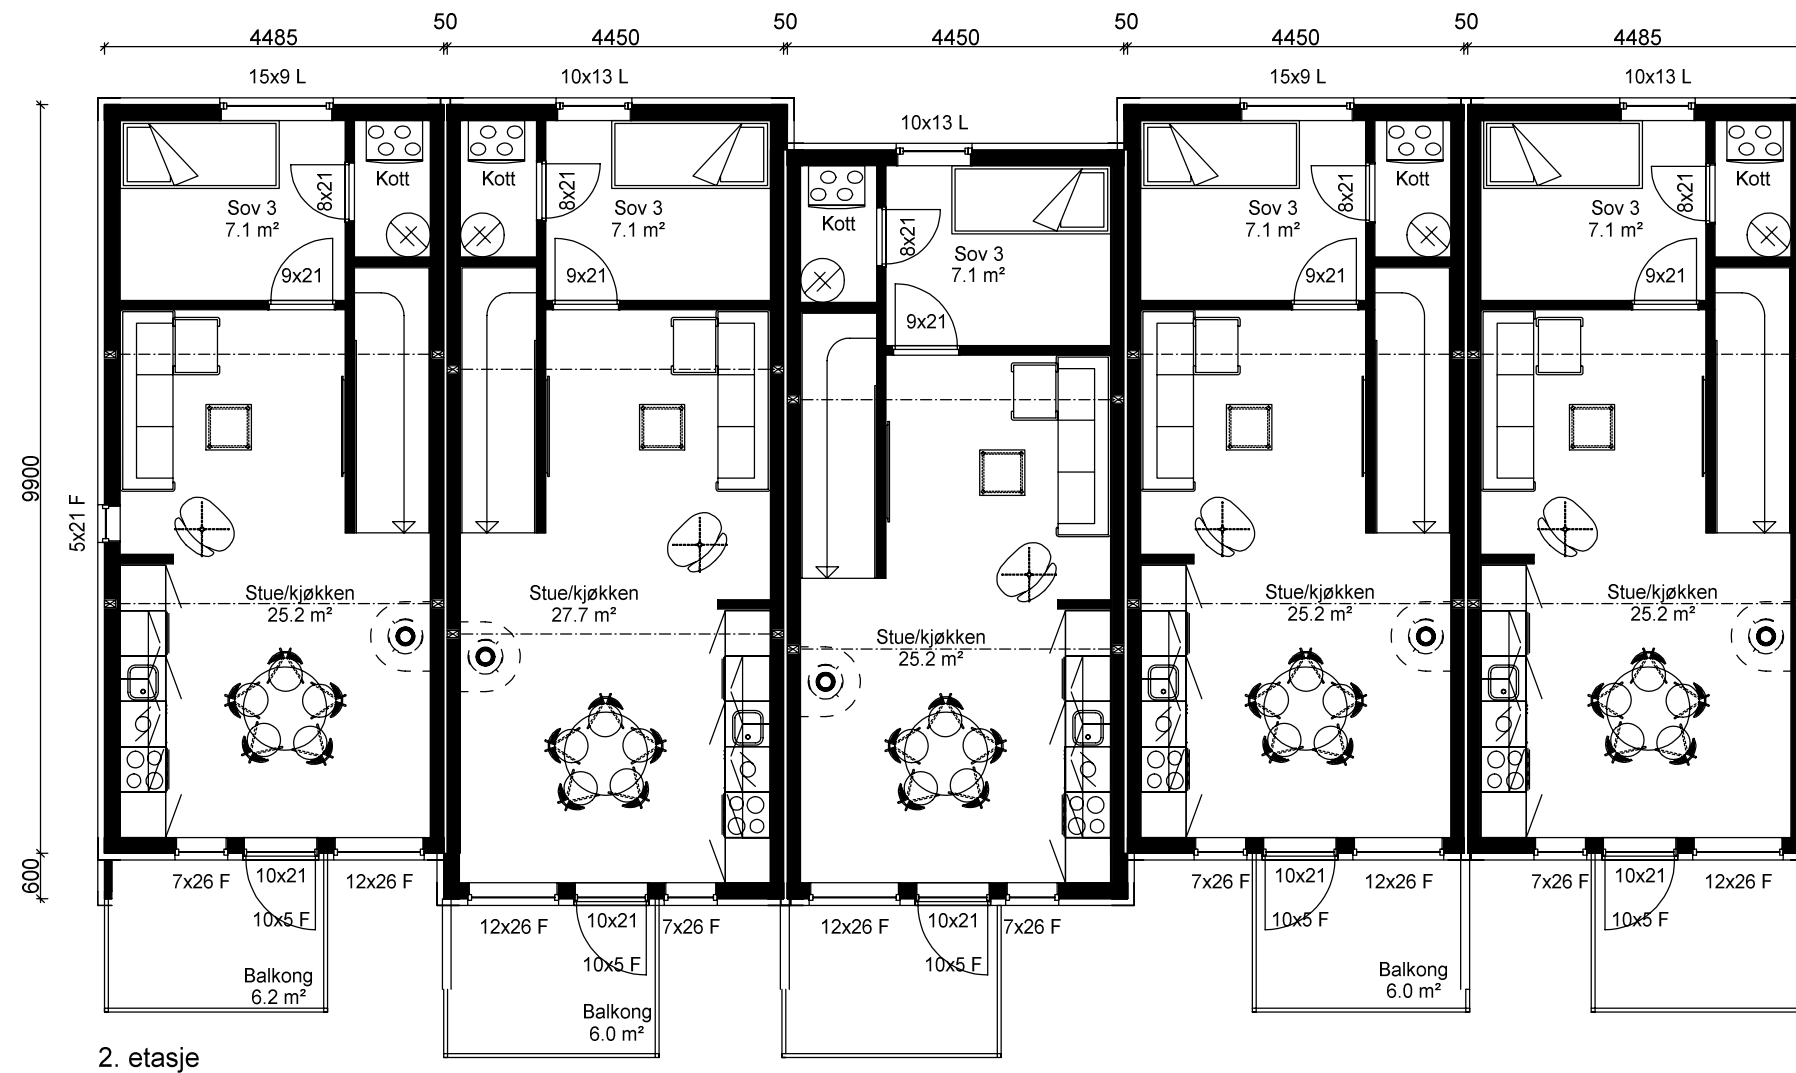 50 50 50 50
4485 4450 4450 4450 4485
15x9 L 10x13 L 15x9 L 10x13 L
10x13 L
Kott Kott Kott Kott
8x21 8x21 8x21 8x21
Sov 3 Sov 3 Sov 3 Sov 3
7.1 m² 7.1 m² 7.1 m² 7.1 m²
Kott
8x21
Sov 3
7.1 m²
9x21 9x21 9x21 9x21
9x21
9900
5x21 F
Stue/kjøkken Stue/kjøkken Stue/kjøkken Stue/kjøkken
25.2 m² 27.7 m² 25.2 m² 25.2 m²
Stue/kjøkken
25.2 m²
600
7x26 F 10x21 12x26 F 7x26 F 10x21 12x26 F 7x26 F 10x21 12x26 F
10x5 F 10x5 F 10x5 F
12x26 F 10x21 7x26 F 12x26 F 10x21 7x26 F
10x5 F 10x5 F
Balkong Balkong
6.2 m² 6.0 m²
Balkong
6.0 m²
2. etasje